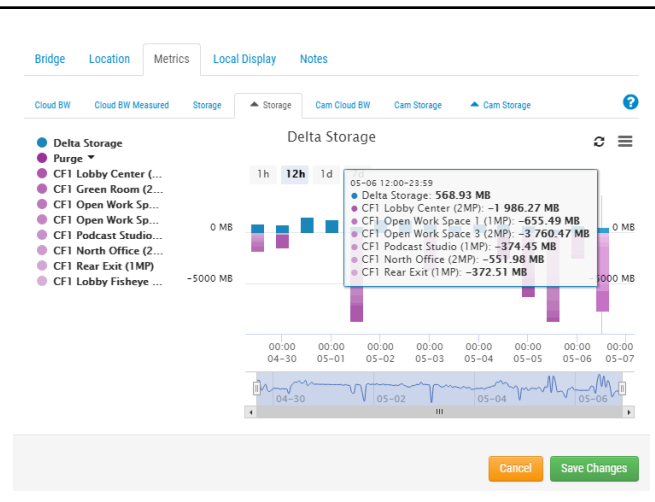 Bridge Location Metrics Local Display Notes
Cloud BW Cloud BW Measured Storage Storage Cam Cloud BW Cam Storage Cam Storage ?
Delta Storage
Delta Storage
Purge
CF1 Lobby Center (...
CF1 Green Room (2...
CF1 Open Work Sp...
CF1 Open Work Sp...
CF1 Podcast Studio...
CF1 North Office (2...
CF1 Rear Exit (1MP)
CF1 Lobby Fisheye ...
1h 12h 1d 7d
05-06 12:00-23:59
Delta Storage: 568.93 MB
CF1 Lobby Center (2MP): -1 986.27 MB
CF1 Open Work Space 1 (1MP): -655.49 MB
CF1 Open Work Space 3 (2MP): -3 760.47 MB
CF1 Podcast Studio (1MP): -374.45 MB
CF1 North Office (2MP): -551.98 MB
CF1 Rear Exit (1MP): -372.51 MB
0 MB 0 MB
-5000 MB -5000 MB
00:00 00:00 00:00 00:00 00:00 00:00 00:00 00:00
04-30 05-01 05-02 05-03 05-04 05-05 05-06 05-07
04-30 05-02 05-04 05-06
Cancel Save Changes